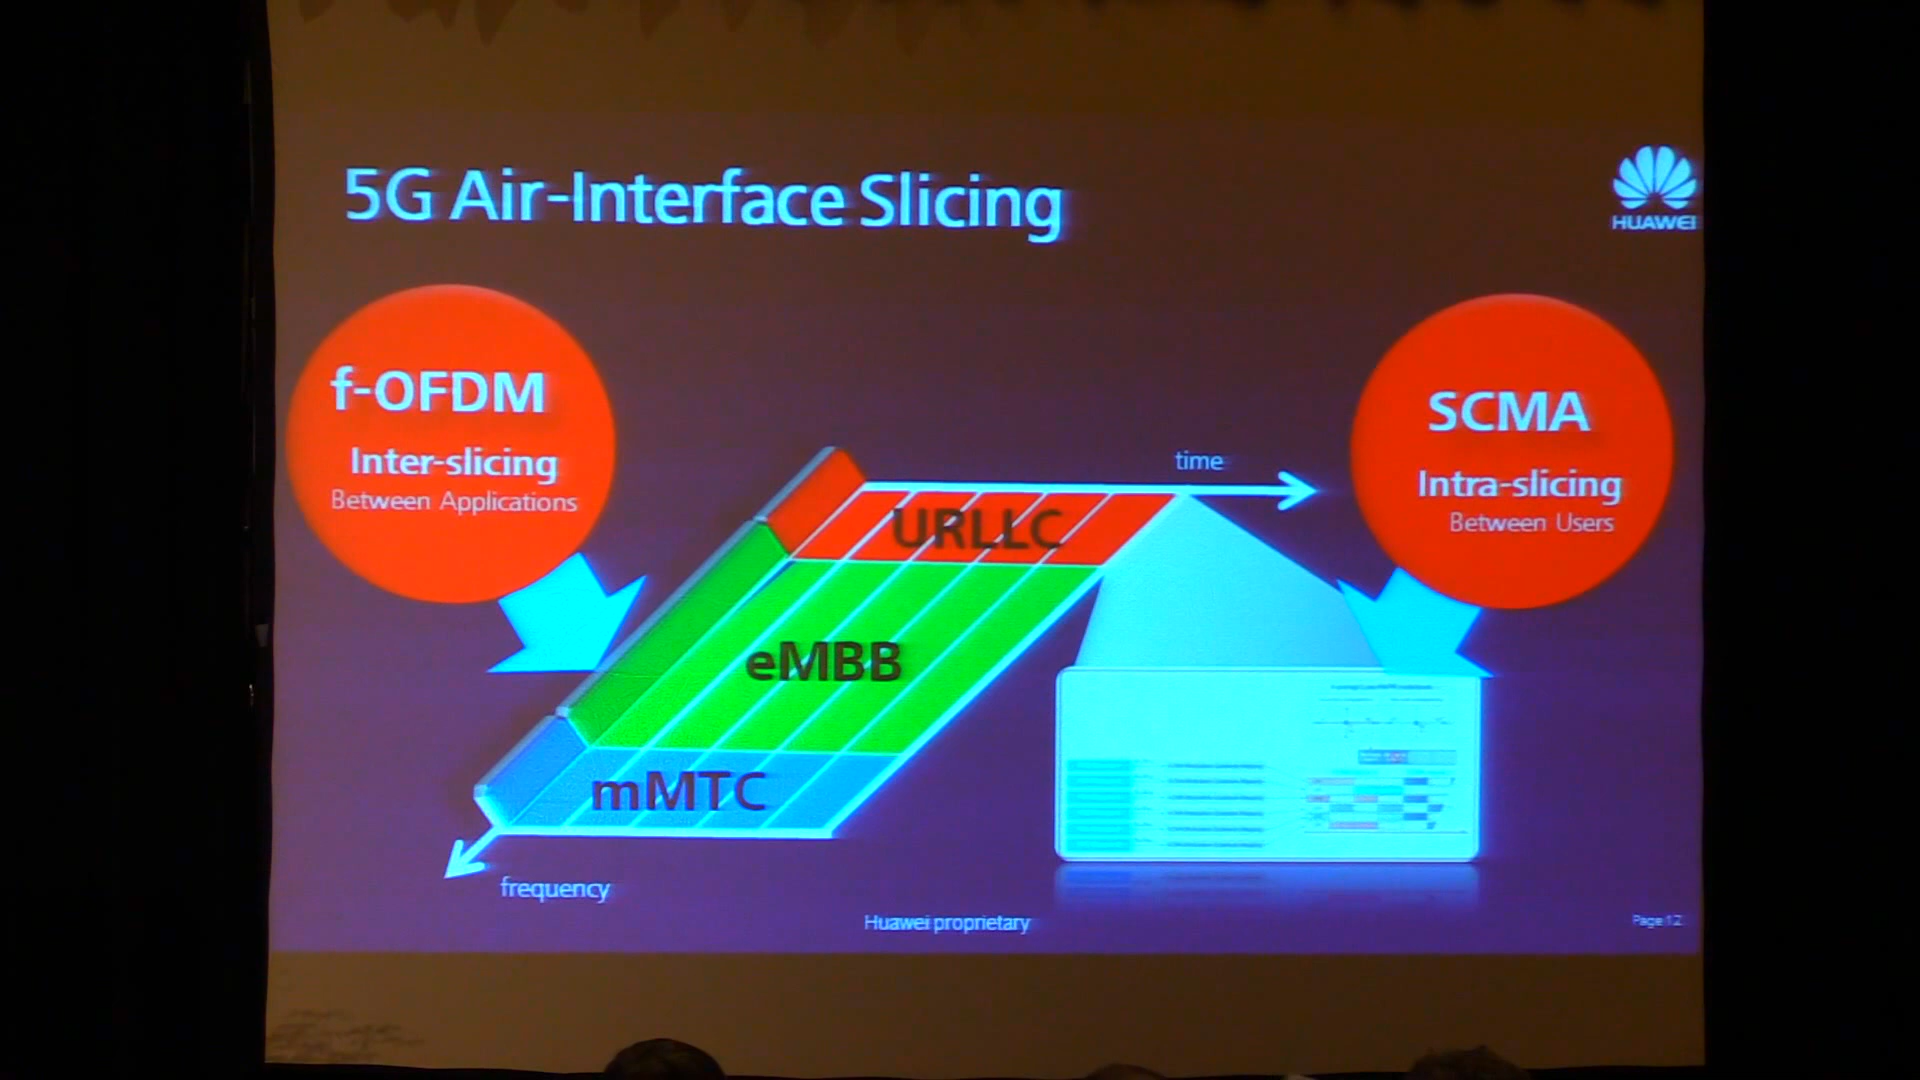 5G Air-Interface Slicing
HUAWEI
f-OFDM
Inter-slicing
Between Applications
SCMA
Intra-slicing
Between Users
time
URLLC
eMBB
mMTC
frequency
Huawei proprietary
Page 12